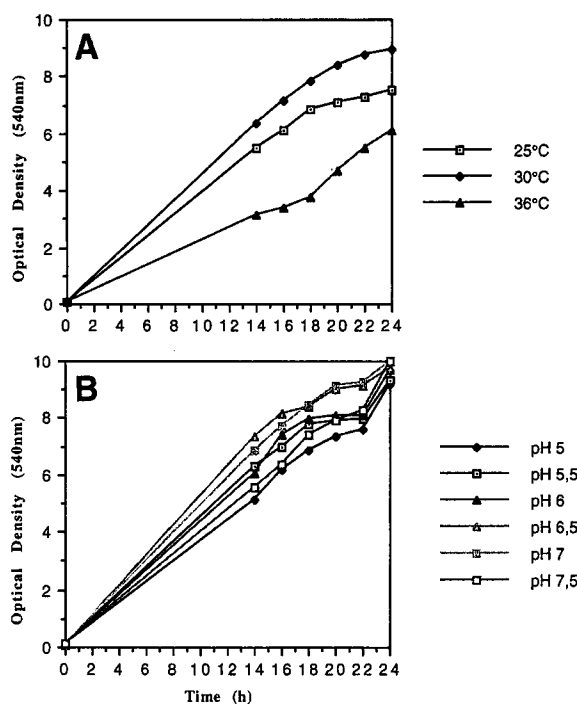 A
Optical Density (540nm)
10
8
6
4
2
0
0 2 4 6 8 10 12 14 16 18 20 22 24
25°C
30°C
36°C
B
Optical Density (540nm)
10
8
6
4
2
0
0 2 4 6 8 10 12 14 16 18 20 22 24
Time (h)
pH 5
pH 5,5
pH 6
pH 6,5
pH 7
pH 7,5